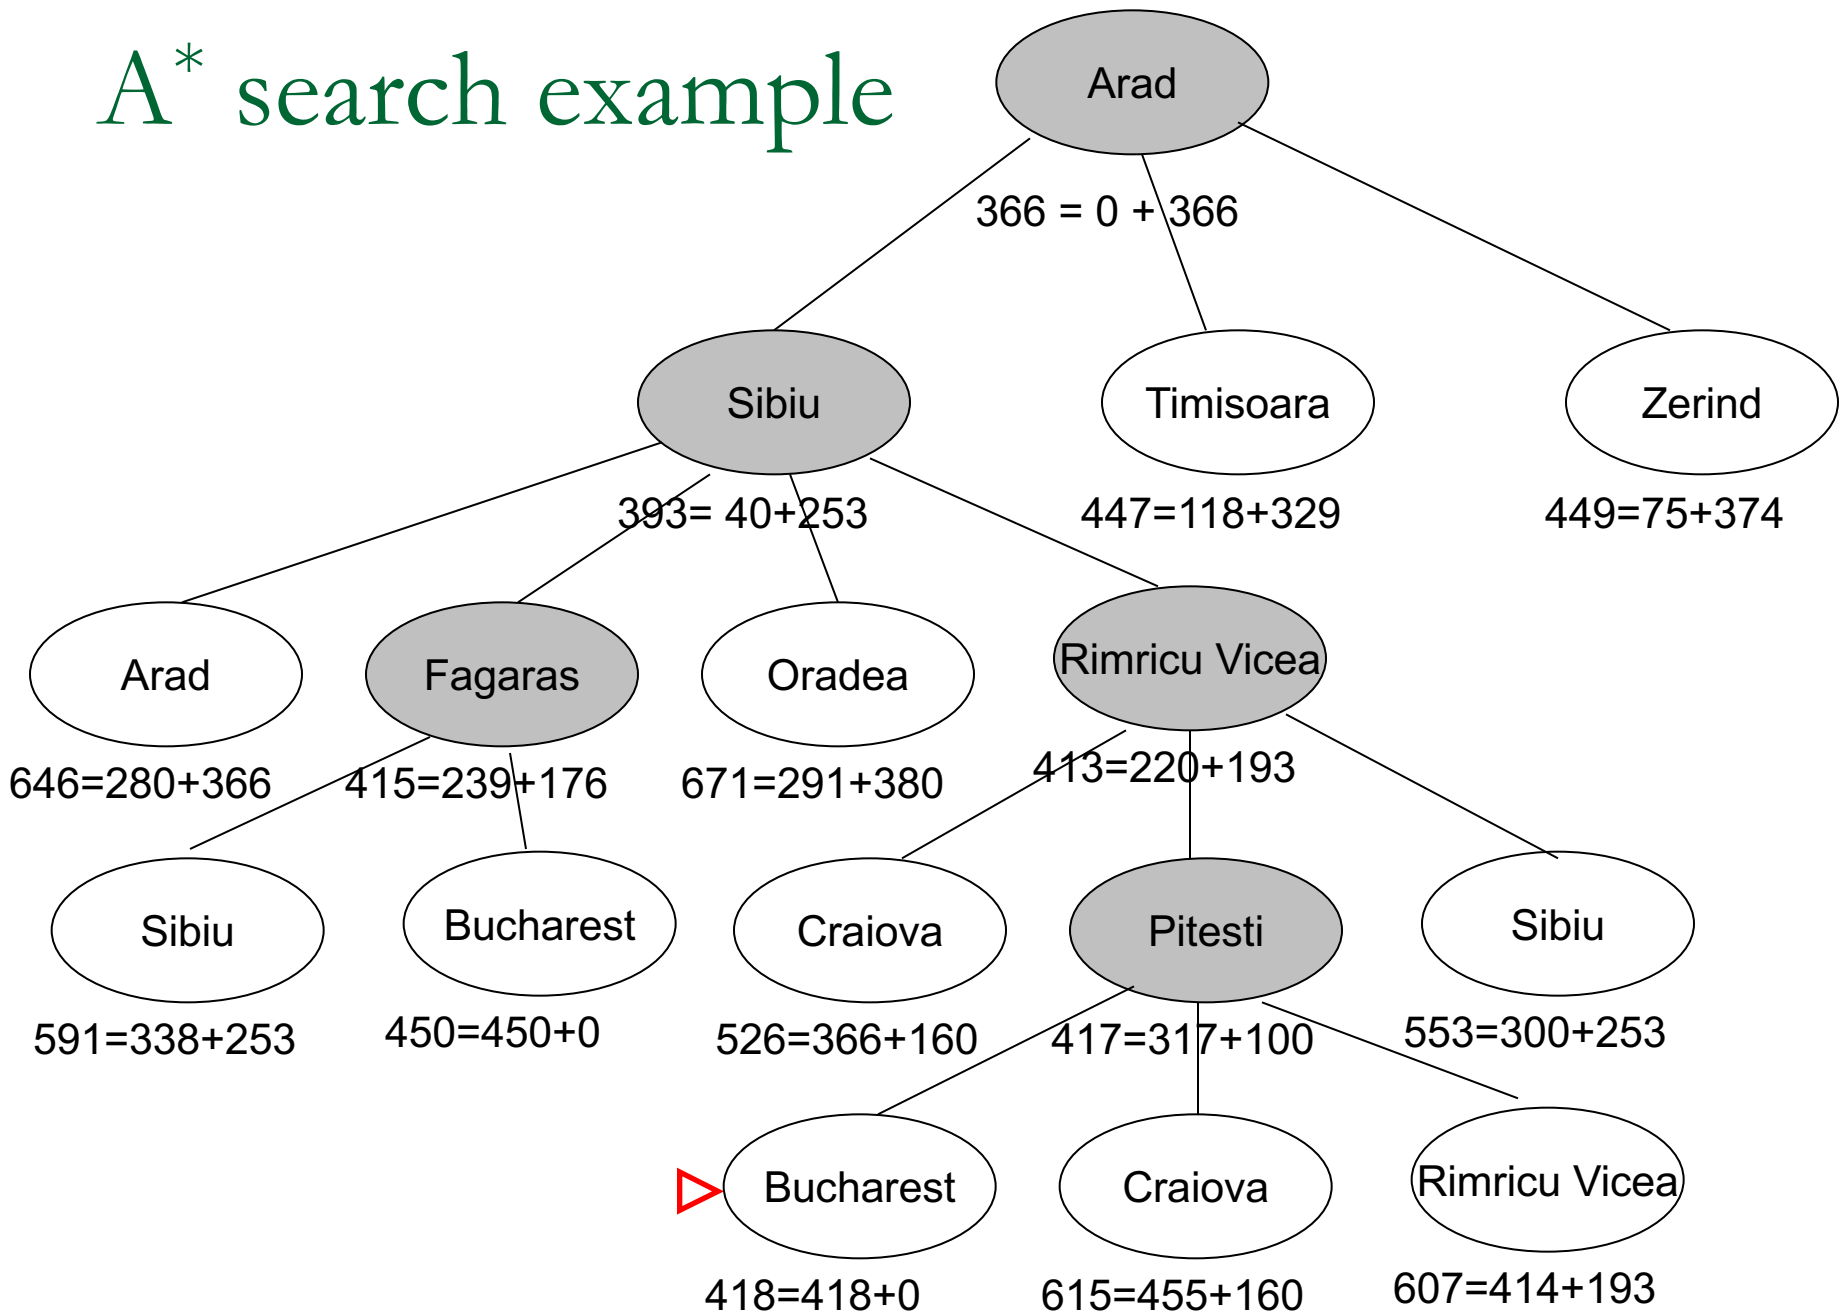 A* search example
Arad
366 = 0 + 366
Sibiu
Timisoara
Zerind
393= 40+253
447=118+329
449=75+374
Arad
Fagaras
Oradea
Rimricu Vicea
646=280+366
415=239+176
671=291+380
413=220+193
Sibiu
Bucharest
Craiova
Pitesti
Sibiu
591=338+253
450=450+0
526=366+160
417=317+100
553=300+253
Bucharest
Craiova
Rimricu Vicea
418=418+0
615=455+160
607=414+193